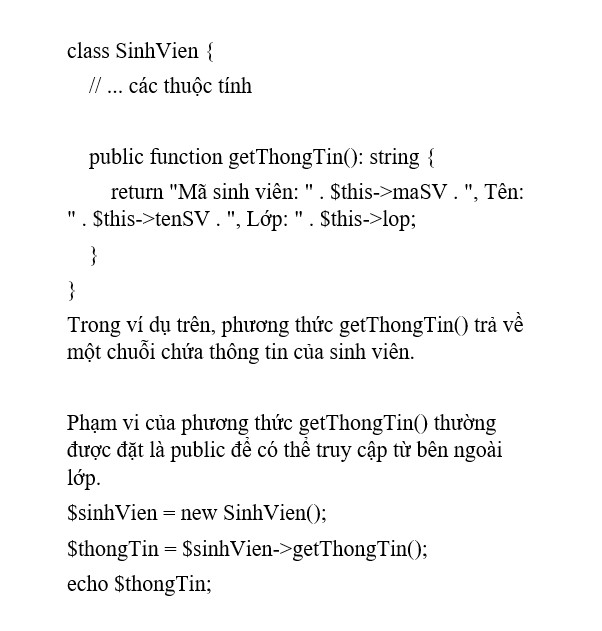 class SinhVien {
// ... các thuộc tính
public function getThongTin(): string {
return "Mã sinh viên: " . $this->maSV . ", Tên:
" . $this->tenSV . ", Lớp: " . $this->lop;
}
}
Trong ví dụ trên, phương thức getThongTin() trả về
một chuỗi chứa thông tin của sinh viên.
Phạm vi của phương thức getThongTin() thường
được đặt là public để có thể truy cập từ bên ngoài
lớp.
$sinhVien = new SinhVien();
$thongTin = $sinhVien->getThongTin();
echo $thongTin;